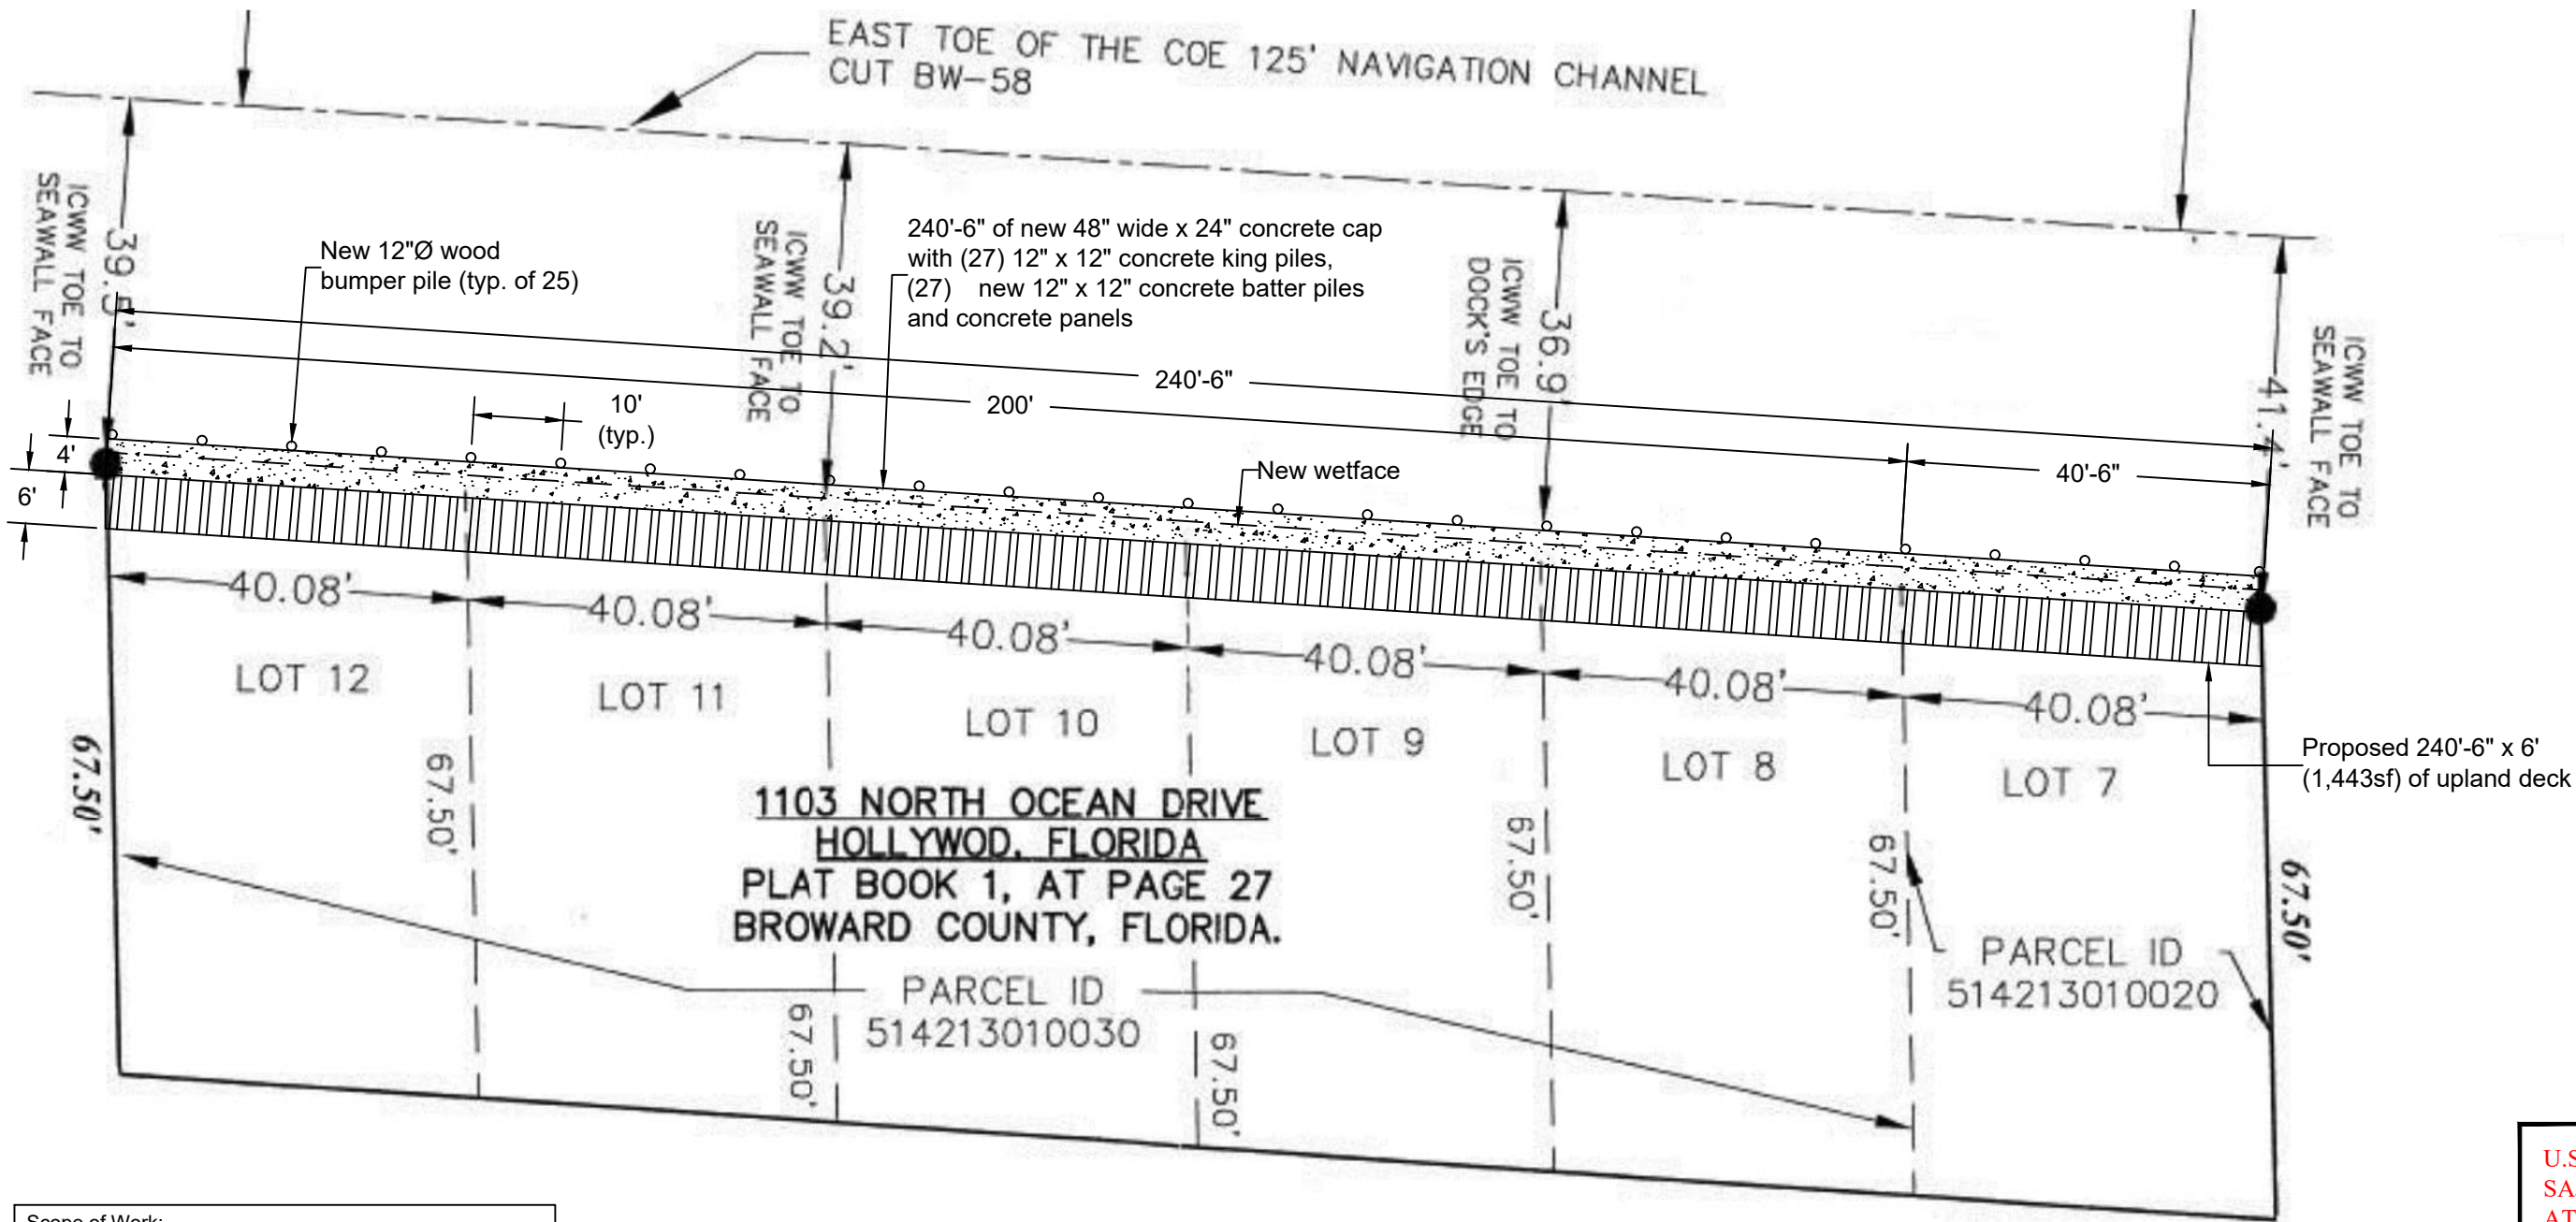 EAST TOE OF THE COE 125' NAVIGATION CHANNEL
CUT BW-58
ICWW TOE TO
SEAWALL FACE
39.5'
New 12"Ø wood
bumper pile (typ. of 25)
ICWW TOE TO
SEAWALL FACE
39.2'
240'-6" of new 48" wide x 24" concrete cap
with (27) 12" x 12" concrete king piles,
(27) new 12" x 12" concrete batter piles
and concrete panels
ICWW TOE TO
DOCK'S EDGE
36.9'
ICWW TOE TO
SEAWALL FACE
41.4'
240'-6"
200'
40'-6"
10'
(typ.)
4'
6'
New wetface
40.08'
40.08'
40.08'
40.08'
40.08'
40.08'
LOT 12
LOT 11
LOT 10
LOT 9
LOT 8
LOT 7
Proposed 240'-6" x 6'
(1,443sf) of upland deck
67.50'
67.50'
67.50'
67.50'
67.50'
67.50'
67.50'
1103 NORTH OCEAN DRIVE
HOLLYWOD, FLORIDA
PLAT BOOK 1, AT PAGE 27
BROWARD COUNTY, FLORIDA.
PARCEL ID
514213010030
PARCEL ID
514213010020
Scope of Work: